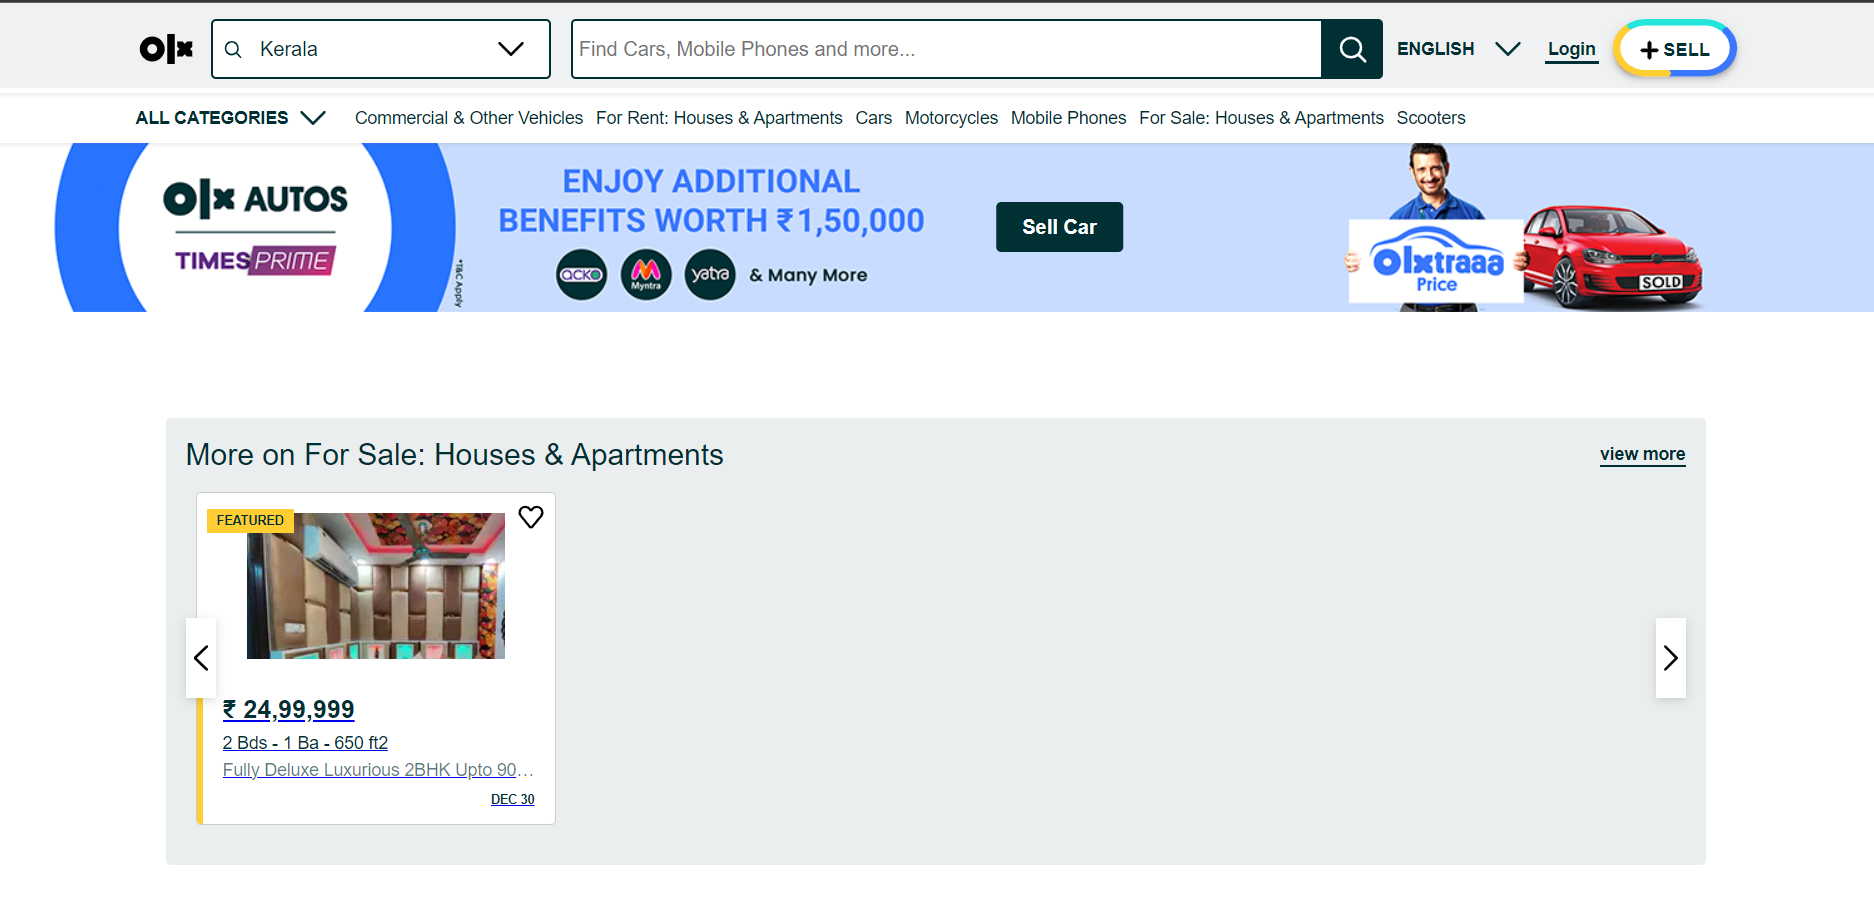 olx
Kerala
Find Cars, Mobile Phones and more...
ENGLISH
Login
+ SELL
ALL CATEGORIES
Commercial & Other Vehicles
For Rent: Houses & Apartments
Cars
Motorcycles
Mobile Phones
For Sale: Houses & Apartments
Scooters
olx AUTOS
TIMES PRIME
*T&C Apply
ENJOY ADDITIONAL
BENEFITS WORTH ₹1,50,000
acko
Myntra
yatra
& Many More
Sell Car
olxtraaa
Price
SOLD
More on For Sale: Houses & Apartments
view more
FEATURED
₹ 24,99,999
2 Bds - 1 Ba - 650 ft2
Fully Deluxe Luxurious 2BHK Upto 90...
DEC 30